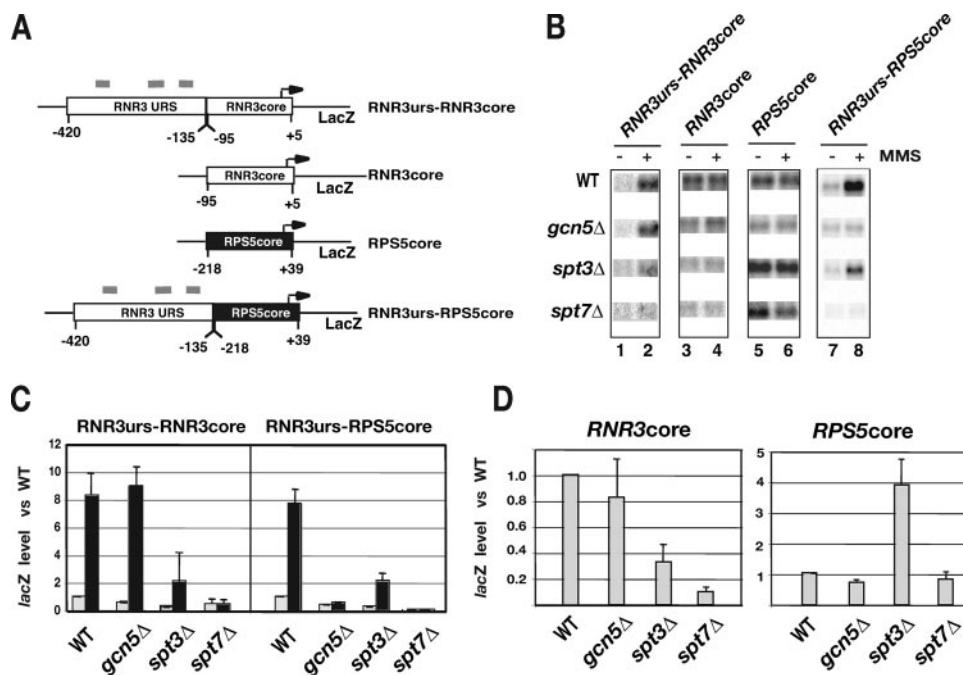 A
RNR3 URS RNR3core LacZ RNR3urs-RNR3core
-420 -135 -95 +5
RNR3core LacZ RNR3core
-95 +5
RPS5core LacZ RPS5core
-218 +39
RNR3 URS RPS5core LacZ RNR3urs-RPS5core
-420 -135 -218 +39
B
RNR3urs-RNR3core RNR3core RPS5core RNR3urs-RPS5core
- + - + - + - + MMS
WT
gcn5Δ
spt3Δ
spt7Δ
1 2 3 4 5 6 7 8
C
RNR3urs-RNR3core RNR3urs-RPS5core
lacZ level vs WT
12
10
8
6
4
2
0
WT gcn5Δ spt3Δ spt7Δ WT gcn5Δ spt3Δ spt7Δ
D
RNR3core
lacZ level vs WT
1.0
0.8
0.6
0.4
0.2
WT gcn5Δ spt3Δ spt7Δ
RPS5core
5
4
3
2
1
0
WT gcn5Δ spt3Δ spt7Δ